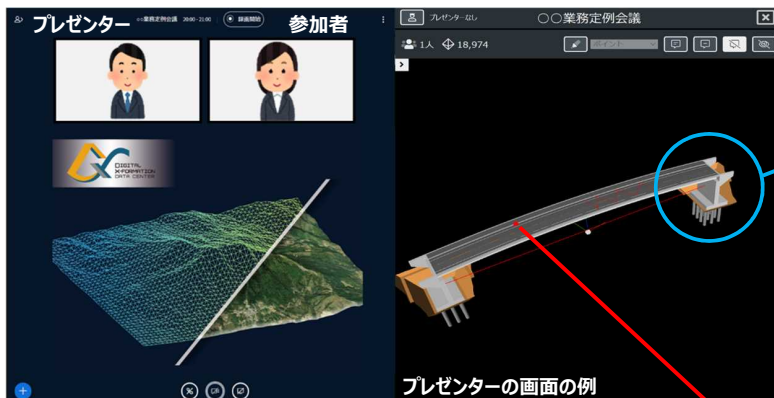 プレゼンター
○○業務定例会議 20:00 - 21:00
録画開始
参加者
DIGITAL
X-FORMATION
DATA CENTER
プレゼンターなし
○○業務定例会議
1人 18,974
ポイント
プレゼンターの画面の例